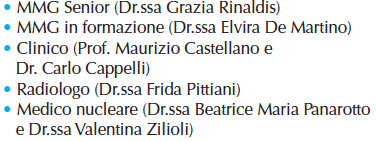 • MMG Senior (Dr.ssa Grazia Rinaldis)
• MMG in formazione (Dr.ssa Elvira De Martino)
• Clinico (Prof. Maurizio Castellano e
Dr. Carlo Cappelli)
• Radiologo (Dr.ssa Frida Pittiani)
• Medico nucleare (Dr.ssa Beatrice Maria Panarotto
e Dr.ssa Valentina Zilioli)